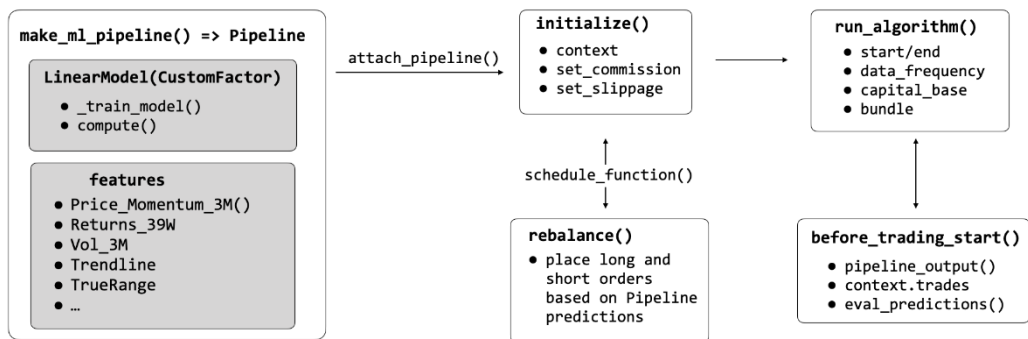 make_ml_pipeline() => Pipeline
LinearModel(CustomFactor)
● _train_model()
● compute()
features
● Price_Momentum_3M()
● Returns_39W
● Vol_3M
● Trendline
● TrueRange
● …
attach_pipeline()
initialize()
● context
● set_commission
● set_slippage
schedule_function()
rebalance()
● place long and
short orders
based on Pipeline
predictions
run_algorithm()
● start/end
● data_frequency
● capital_base
● bundle
before_trading_start()
● pipeline_output()
● context.trades
● eval_predictions()